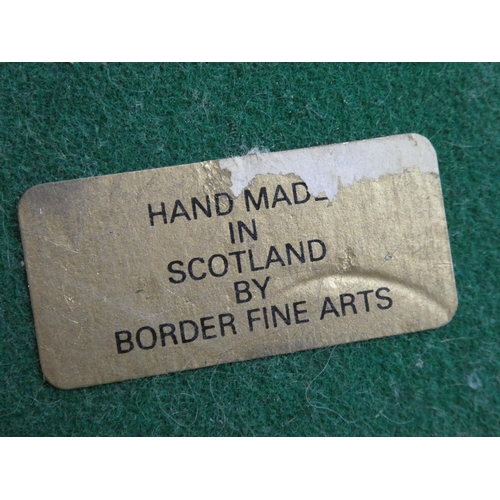 HAND MADE
IN
SCOTLAND
BY
BORDER FINE ARTS